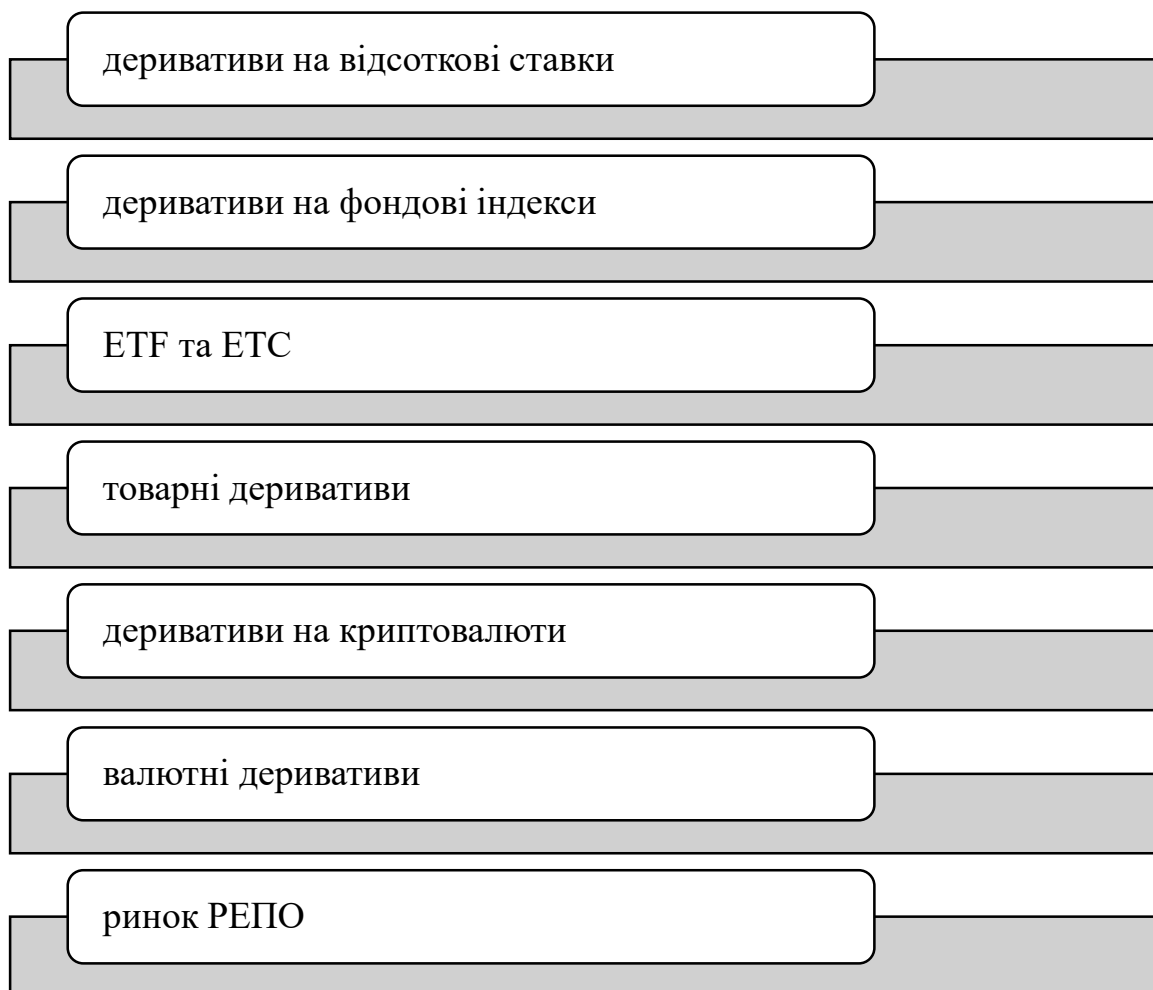 деривативи на відсоткові ставки
деривативи на фондові індекси
ETF та ETC
товарні деривативи
деривативи на криптовалюти
валютні деривативи
ринок РЕПО